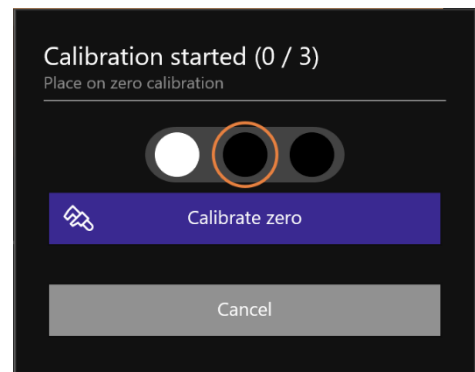 Calibration started (0 / 3)
Place on zero calibration
Calibrate zero
Cancel